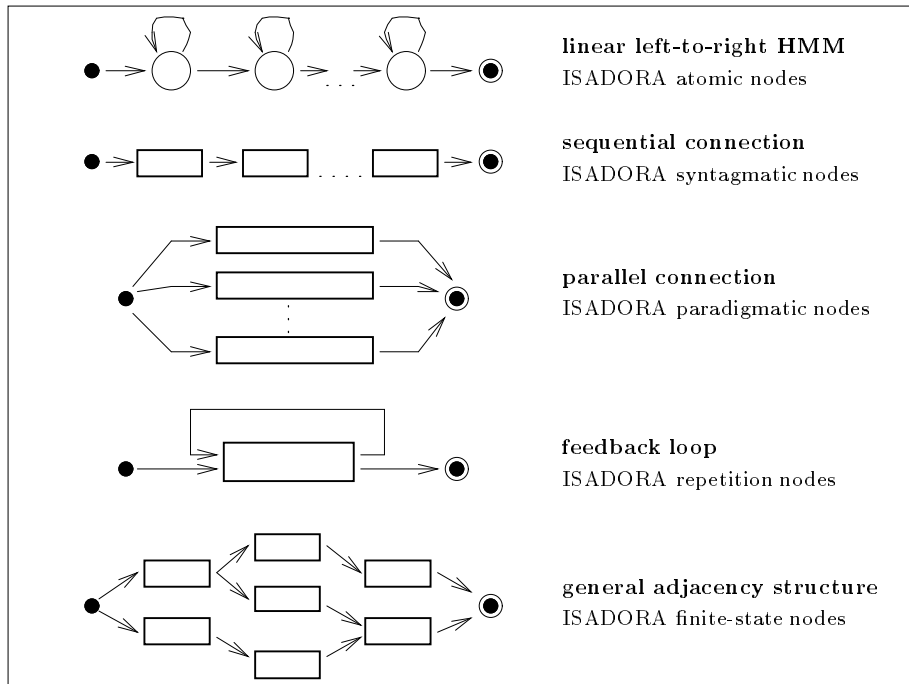 linear left-to-right HMM
ISADORA atomic nodes
sequential connection
ISADORA syntagmatic nodes
parallel connection
ISADORA paradigmatic nodes
feedback loop
ISADORA repetition nodes
general adjacency structure
ISADORA finite-state nodes